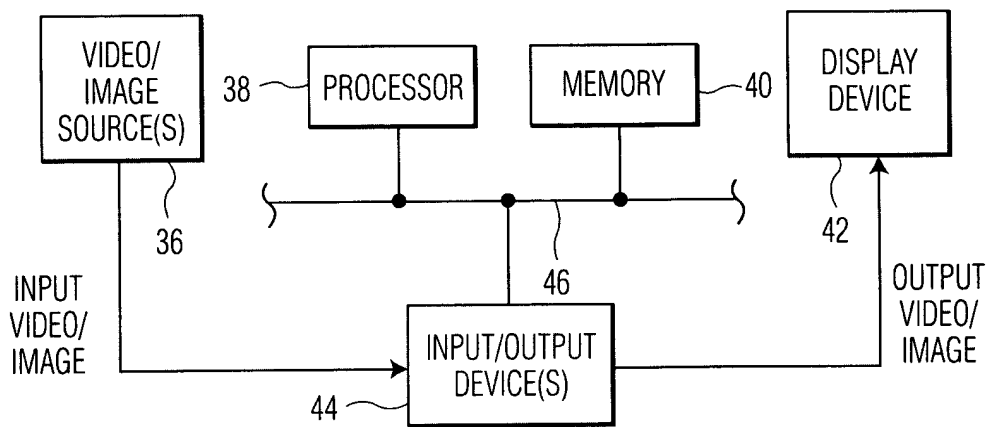 VIDEO/
IMAGE
SOURCE(S)
36
38
PROCESSOR
MEMORY
40
DISPLAY
DEVICE
42
46
INPUT
VIDEO/
IMAGE
INPUT/OUTPUT
DEVICE(S)
44
OUTPUT
VIDEO/
IMAGE